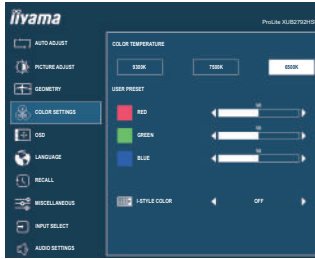 iiyama
ProLite XUB2792HS
AUTO ADJUST
COLOR TEMPERATURE
PICTURE ADJUST
9300K 7500K 6500K
GEOMETRY
USER PRESET
COLOR SETTINGS
RED
OSD
GREEN
LANGUAGE
BLUE
RECALL
MISCELLANEOUS
I-STYLE COLOR OFF
INPUT SELECT
AUDIO SETTINGS